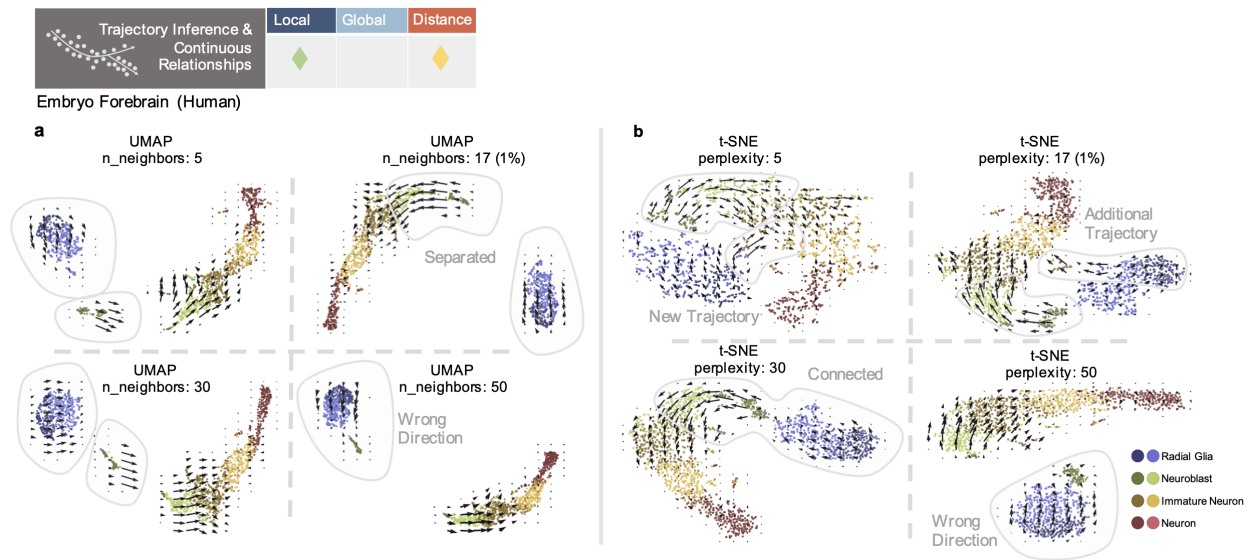 Trajectory Inference &
Continuous
Relationships
Local
Global
Distance
Embryo Forebrain (Human)
a
UMAP
n_neighbors: 5
UMAP
n_neighbors: 17 (1%)
Separated
UMAP
n_neighbors: 30
UMAP
n_neighbors: 50
Wrong
Direction
b
t-SNE
perplexity: 5
New Trajectory
t-SNE
perplexity: 17 (1%)
Additional
Trajectory
t-SNE
perplexity: 30
Connected
t-SNE
perplexity: 50
Wrong
Direction
Radial Glia
Neuroblast
Immature Neuron
Neuron